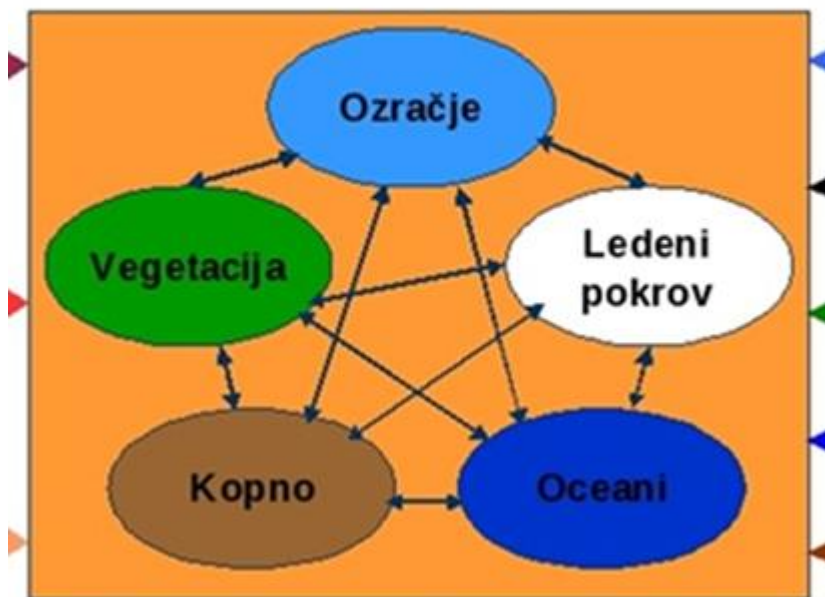 Ozračje
Vegetacija
Ledeni
pokrov
Kopno
Oceani